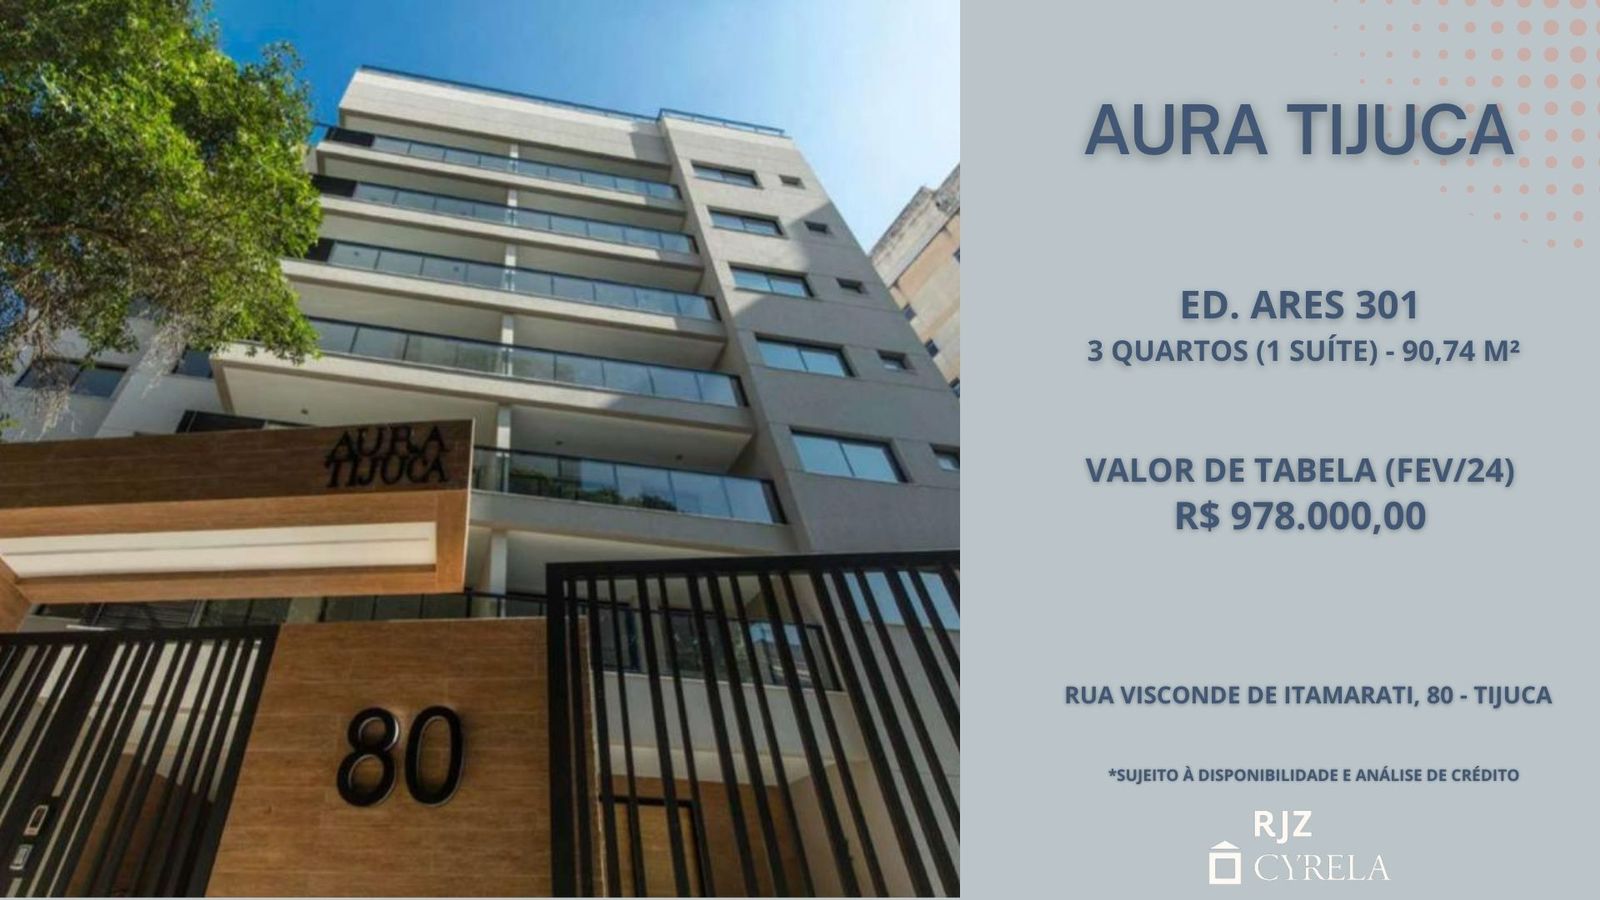 AURA TIJUCA
ED. ARES 301
3 QUARTOS (1 SUÍTE) - 90,74 M²
VALOR DE TABELA (FEV/24)
R$ 978.000,00
RUA VISCONDE DE ITAMARATI, 80 - TIJUCA
*SUJEITO À DISPONIBILIDADE E ANÁLISE DE CRÉDITO
RJZ
CYRELA
AURA
TIJUCA
80